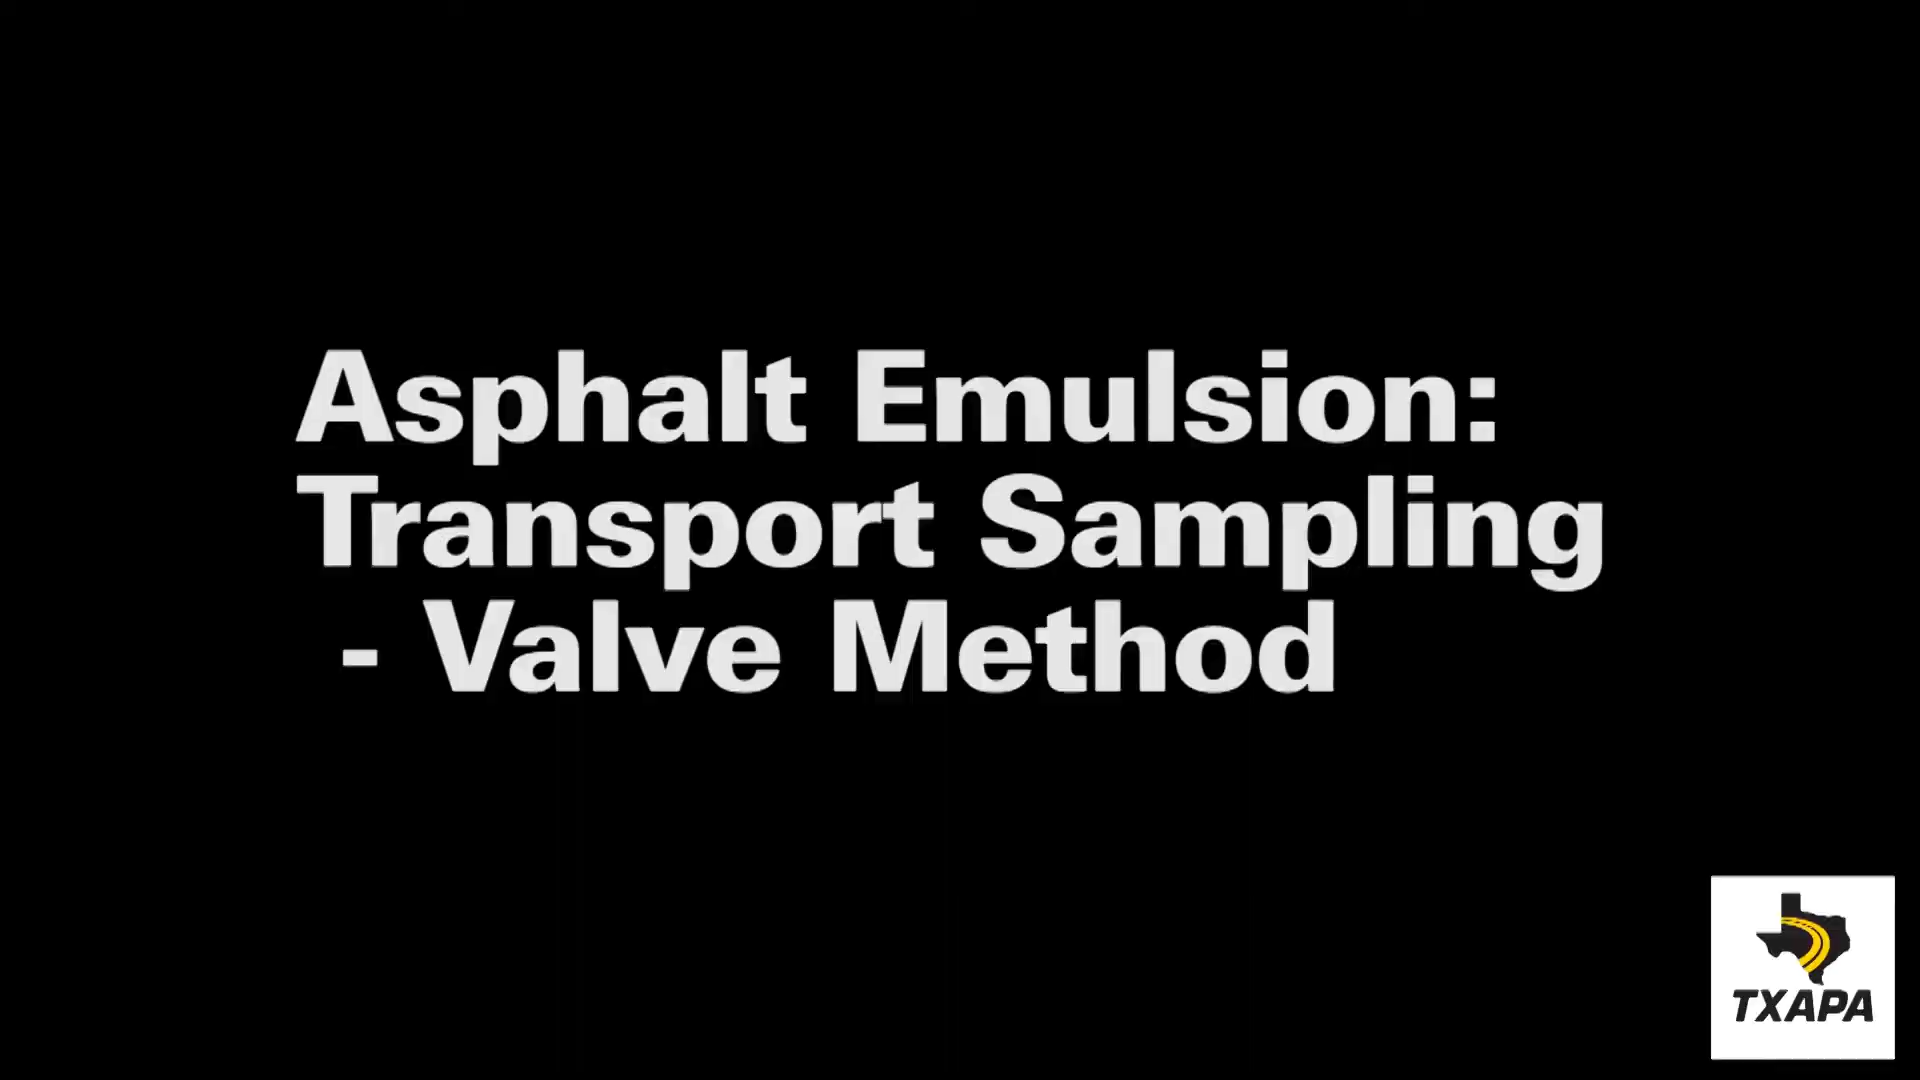 Asphalt Emulsion:
Transport Sampling
- Valve Method
TXAPA